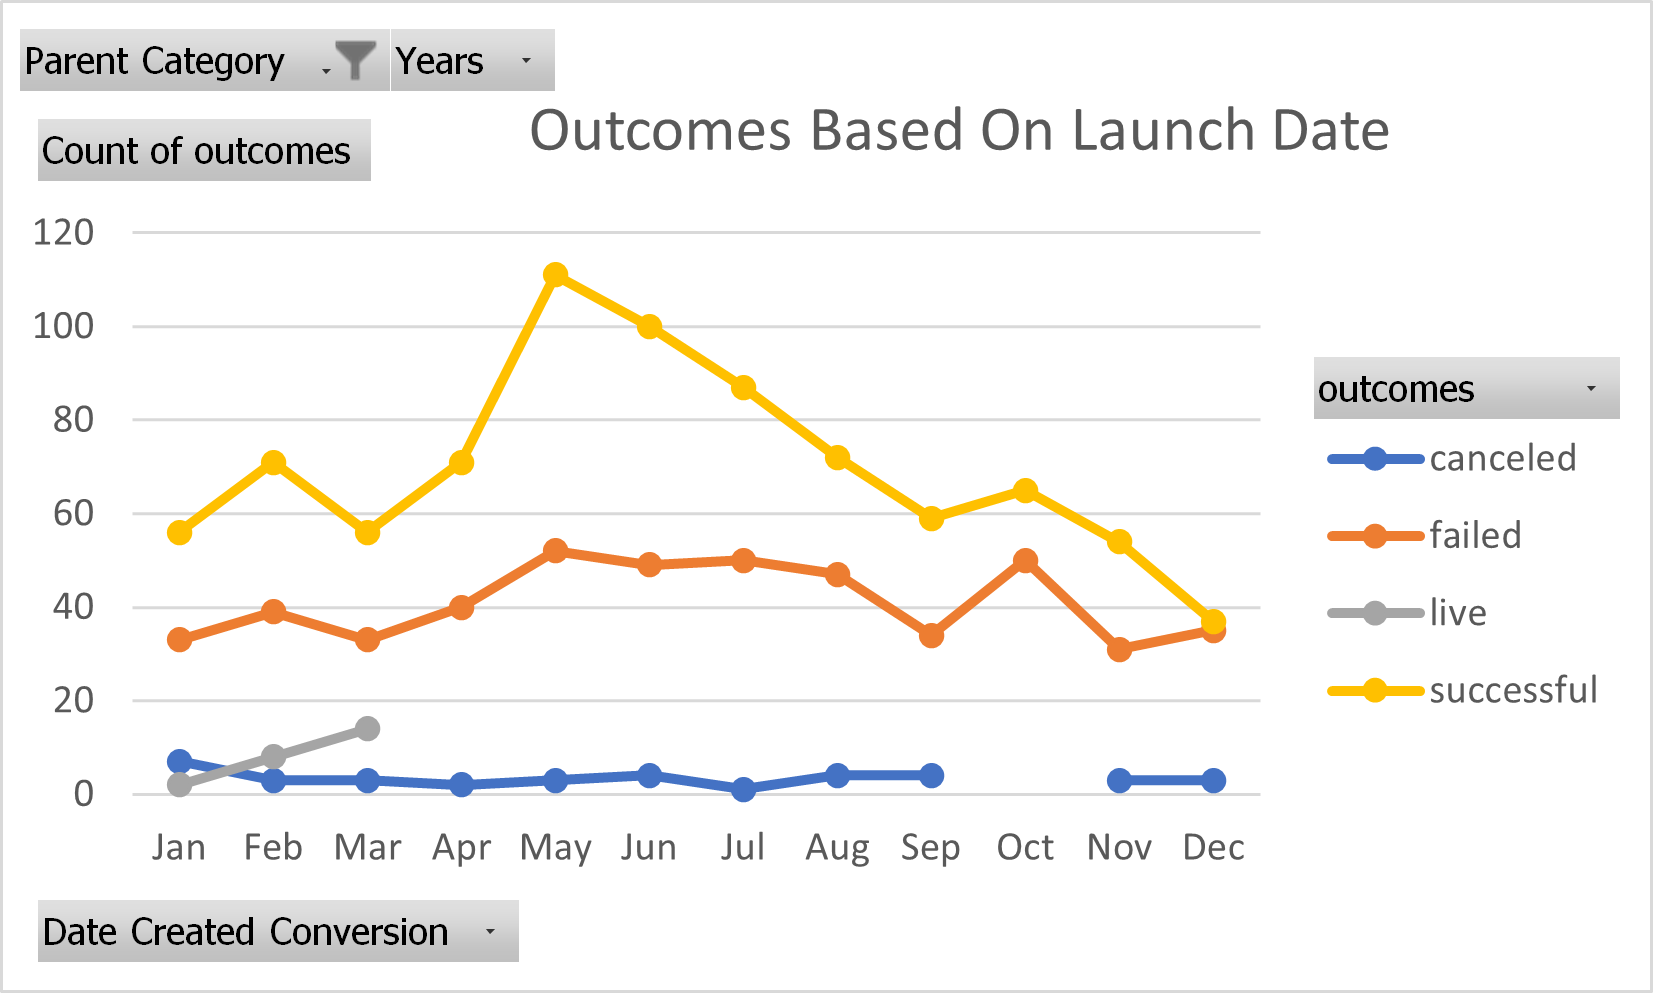 Parent Category Years
Count of outcomes
Outcomes Based On Launch Date
120
100
80
60
40
20
0
Jan Feb Mar Apr May Jun Jul Aug Sep Oct Nov Dec
outcomes
canceled
failed
live
successful
Date Created Conversion